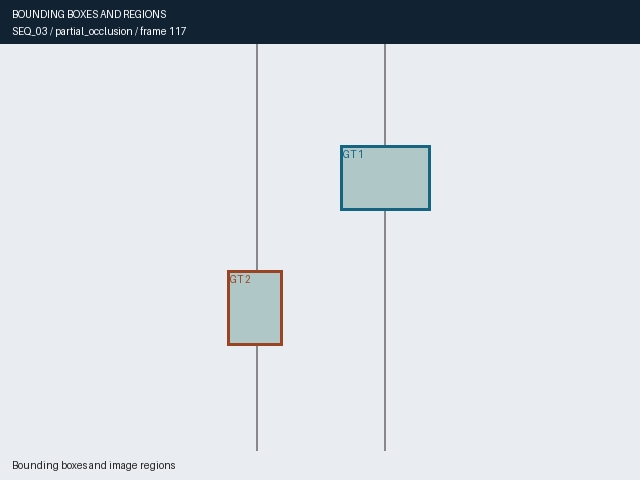 BOUNDING BOXES AND REGIONS
SEQ_03 / partial_occlusion / frame 117
GT1
GT2
Bounding boxes and image regions